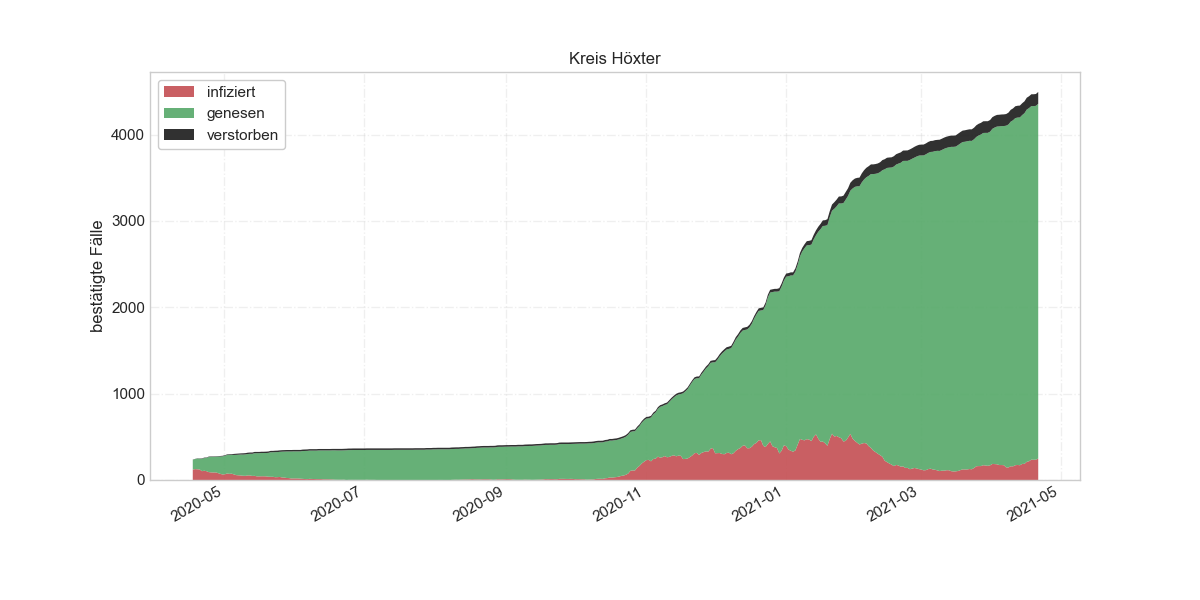 Kreis Höxter
infiziert
genesen
verstorben
bestätigte Fälle
4000
3000
2000
1000
0
2020-05
2020-07
2020-09
2020-11
2021-01
2021-03
2021-05